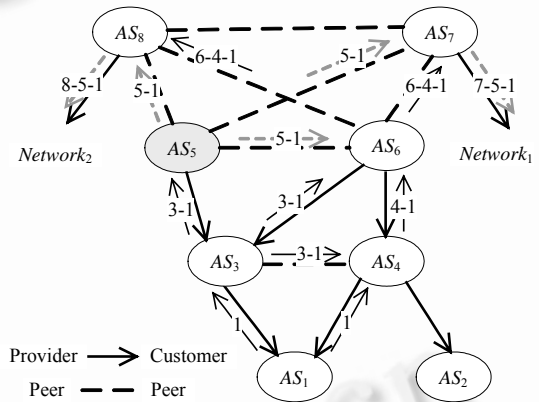 AS₈
AS₇
6-4-1
5-1
8-5-1
5-1
6-4-1
7-5-1
Network₂
AS₅
5-1
AS₆
Network₁
3-1
3-1
4-1
AS₃
3-1
AS₄
1
1
Provider
Customer
AS₁
AS₂
Peer
Peer